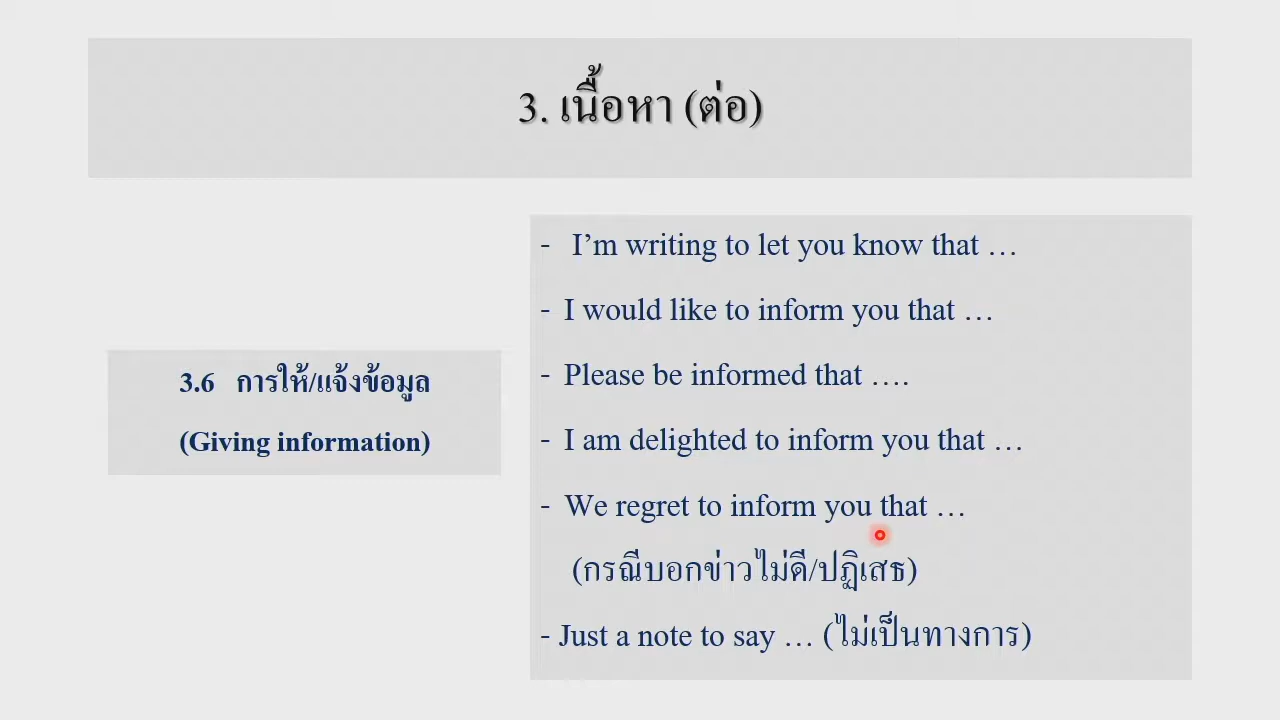 3. เนื้อหา (ต่อ)
3.6 การให้/แจ้งข้อมูล
(Giving information)
- I’m writing to let you know that …
- I would like to inform you that …
- Please be informed that ….
- I am delighted to inform you that …
- We regret to inform you that …
(กรณีบอกข่าวไม่ดี/ปฏิเสธ)
- Just a note to say … (ไม่เป็นทางการ)